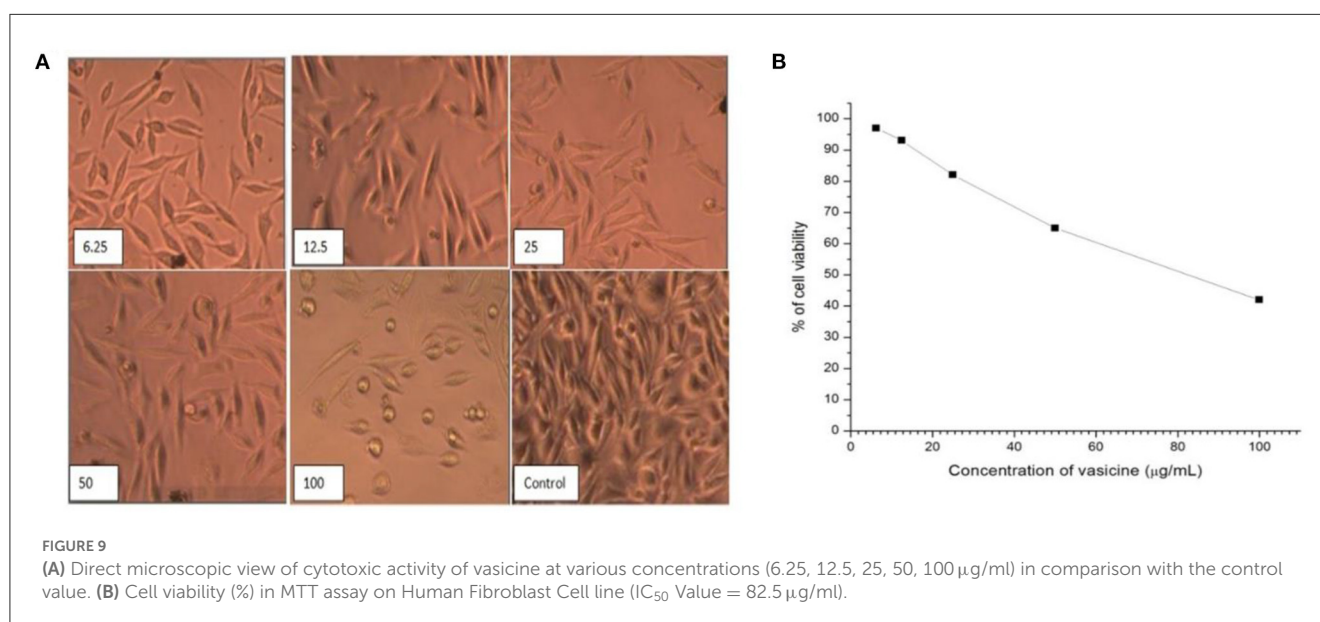 A
B
6.25
12.5
25
50
100
Control
100
90
80
70
60
50
40
30
20
10
0
% of cell viability
0 20 40 60 80 100
Concentration of vasicine (μg/mL)
FIGURE 9
(A) Direct microscopic view of cytotoxic activity of vasicine at various concentrations (6.25, 12.5, 25, 50, 100 μg/ml) in comparison with the control
value. (B) Cell viability (%) in MTT assay on Human Fibroblast Cell line (IC50 Value = 82.5 μg/ml).